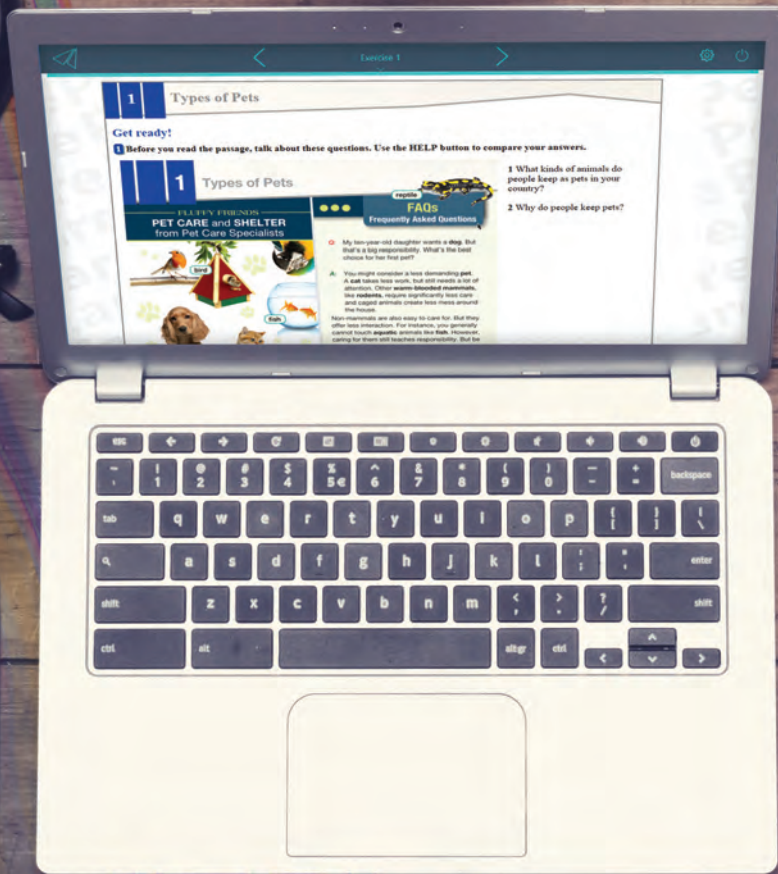 Exercise 1
1 Types of Pets
Get ready!
1 Before you read the passage, talk about these questions. Use the HELP button to compare your answers.
1 Types of Pets
FLUFFY FRIENDS
PET CARE and SHELTER
from Pet Care Specialists
bird
fish
reptile
FAQs
Frequently Asked Questions
Q: My ten-year-old daughter wants a dog. But
that's a big responsibility. What's the best
choice for her first pet?
A: You might consider a less demanding pet.
A cat takes less work, but still needs a lot of
attention. Other warm-blooded mammals,
like rodents, require significantly less care
and caged animals create less mess around
the house.
Non-mammals are also easy to care for. But they
offer less interaction. For instance, you generally
cannot touch aquatic animals like fish. However,
caring for them still teaches responsibility. But be
1 What kinds of animals do
people keep as pets in your
country?
2 Why do people keep pets?
esc
~ ` ! 1 @ 2 # 3 $ 4 % 5 € ^ 6 & 7 * 8 ( 9 ) 0 — - + = backspace
tab q w e r t y u i o p { [ } ] | \
a s d f g h j k l : ; " ' enter
shift z x c v b n m < , > . ? / shift
ctrl alt alt gr ctrl